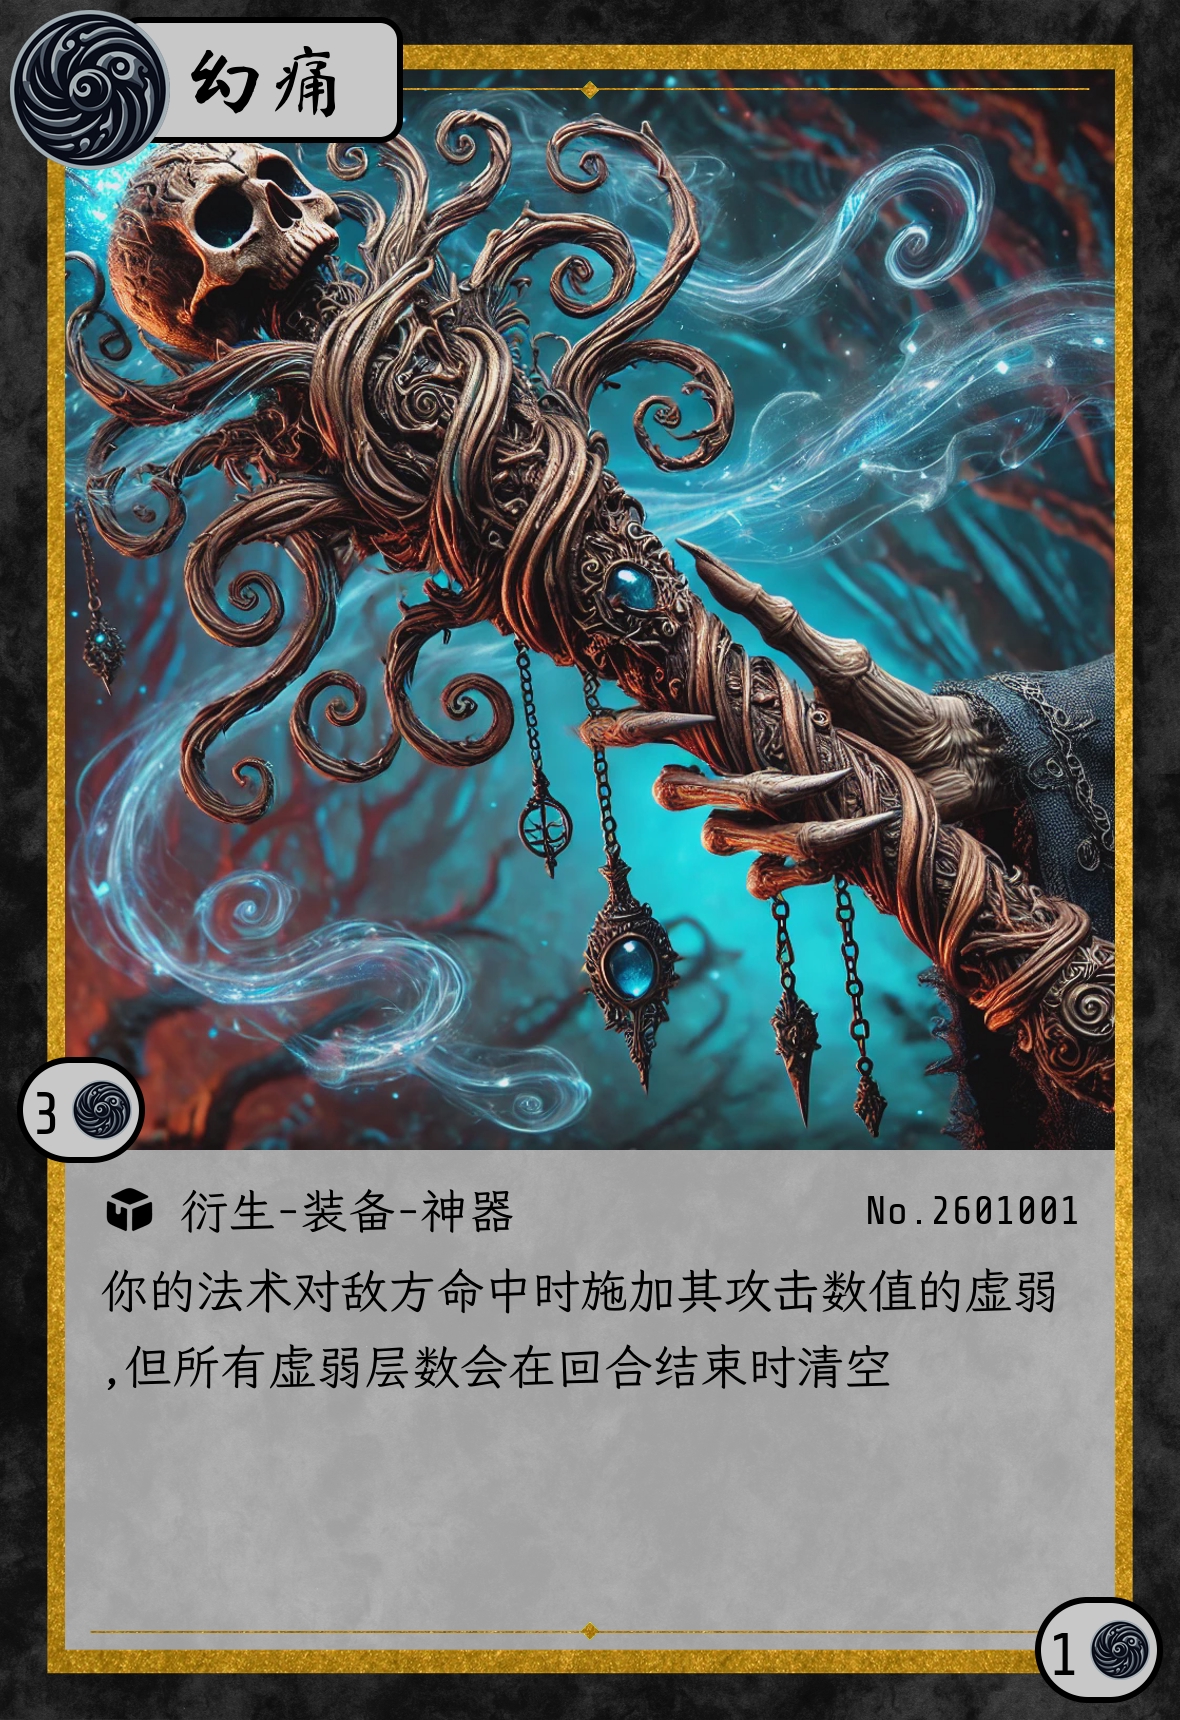 幻痛
3
衍生-装备-神器
No.2601001
你的法术对敌方命中时施加其攻击数值的虚弱
,但所有虚弱层数会在回合结束时清空
1